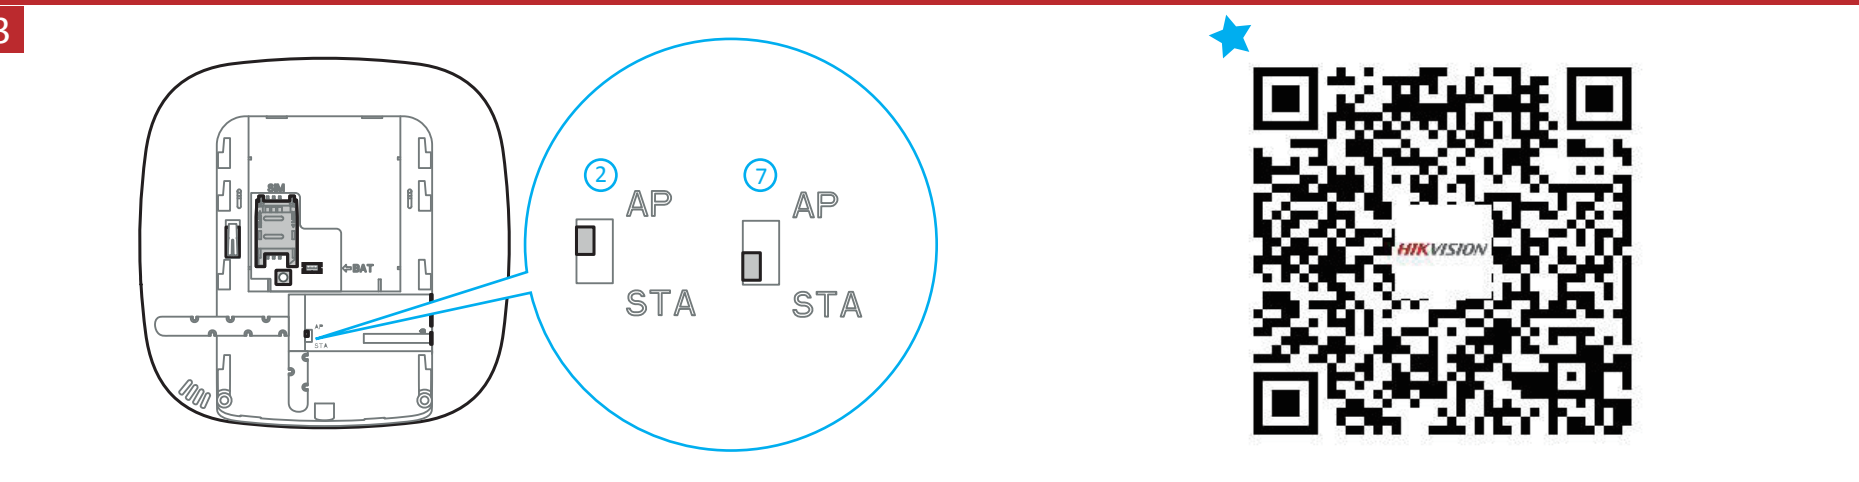 3
SIM
⇦BAT
AP
STA
2
AP
STA
7
AP
STA
HIKVISION